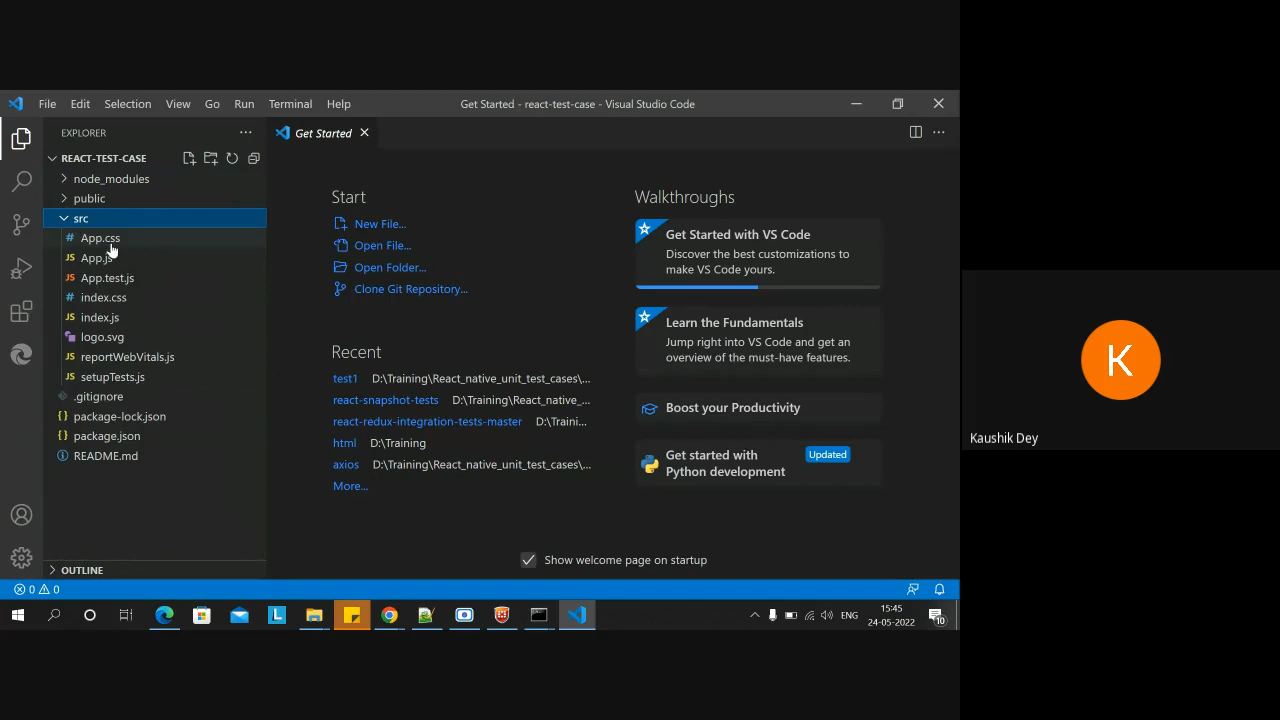 File Edit Selection View Go Run Terminal Help
Get Started - react-test-case - Visual Studio Code
EXPLORER
Get Started
REACT-TEST-CASE
node_modules
public
src
# App.css
JS App.js
JS App.test.js
# index.css
JS index.js
logo.svg
JS reportWebVitals.js
JS setupTests.js
.gitignore
{} package-lock.json
{} package.json
README.md
OUTLINE
Start
New File...
Open File...
Open Folder...
Clone Git Repository...
Recent
test1 D:\Training\React_native_unit_test_cases\...
react-snapshot-tests D:\Training\React_native_...
react-redux-integration-tests-master D:\Traini...
html D:\Training
axios D:\Training\React_native_unit_test_cases\...
More...
Walkthroughs
Get Started with VS Code
Discover the best customizations to
make VS Code yours.
Learn the Fundamentals
Jump right into VS Code and get an
overview of the must-have features.
Boost your Productivity
Get started with
Python development
Updated
Show welcome page on startup
0 0
L
ENG
15:45
24-05-2022
10
K
Kaushik Dey